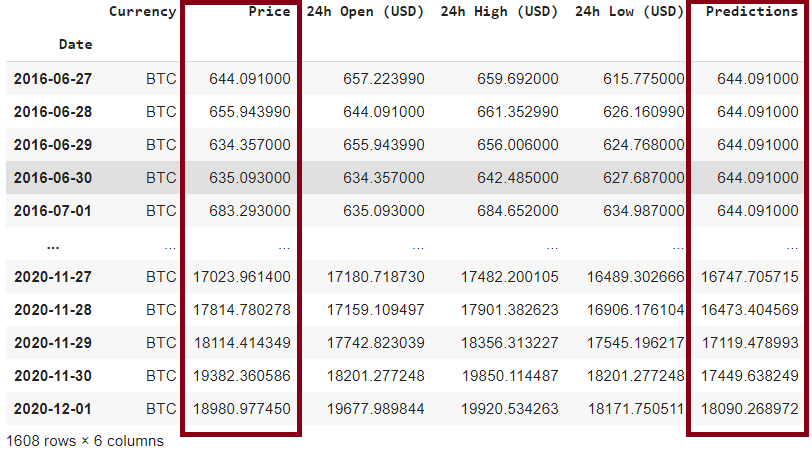 Currency Price 24h Open (USD) 24h High (USD) 24h Low (USD) Predictions
Date
2016-06-27 BTC 644.091000 657.223990 659.692000 615.775000 644.091000
2016-06-28 BTC 655.943990 644.091000 661.352990 626.160990 644.091000
2016-06-29 BTC 634.357000 655.943990 656.006000 624.768000 644.091000
2016-06-30 BTC 635.093000 634.357000 642.485000 627.687000 644.091000
2016-07-01 BTC 683.293000 635.093000 684.652000 634.987000 644.091000
... ... ... ... ... ... ...
2020-11-27 BTC 17023.961400 17180.718730 17482.200105 16489.302666 16747.705715
2020-11-28 BTC 17814.780278 17159.109497 17901.382623 16906.176104 16473.404569
2020-11-29 BTC 18114.414349 17742.823039 18356.313227 17545.196217 17119.478993
2020-11-30 BTC 19382.360586 18201.277248 19850.114487 18201.277248 17449.638249
2020-12-01 BTC 18980.977450 19677.989844 19920.534263 18171.750511 18090.268972
1608 rows × 6 columns